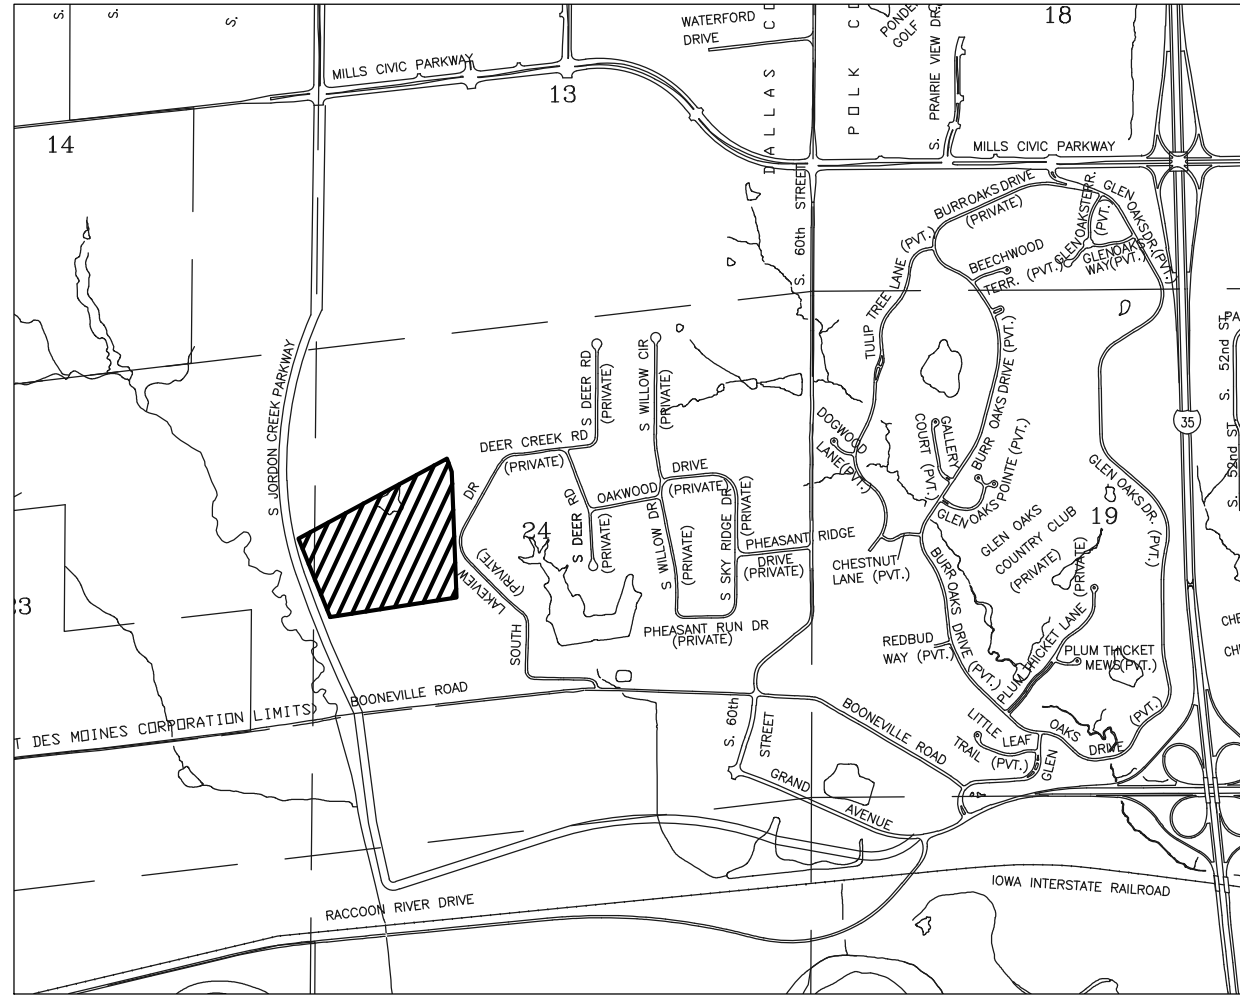 S.
S.
S.
WATERFORD
DRIVE
DALLAS CO
POLK CO
GOLF
S. PRAIRIE VIEW DR.
18
MILLS CIVIC PARKWAY
13
14
MILLS CIVIC PARKWAY
S. 60th STREET
BURR OAKS DRIVE
(PRIVATE)
GLEN OAKS TERR.
(PVT.)
GLEN OAKS DR. (PVT.)
GLEN OAKS
WAY (PVT.)
BEECHWOOD
TERR. (PVT.)
TULIP TREE LANE (PVT.)
S JORDON CREEK PARKWAY
S DEER RD
(PRIVATE)
S WILLOW CIR
(PRIVATE)
BURR OAKS DRIVE (PVT.)
S. 52nd ST.
PA
35
S. 52nd ST.
DOGWOOD
LANE (PVT.)
GALLERY
COURT (PVT.)
BURR OAKS
POINTE (PVT.)
DEER CREEK RD
(PRIVATE)
DRIVE
(PRIVATE)
OAKWOOD
S DEER RD
(PRIVATE)
S WILLOW DR
(PRIVATE)
S SKY RIDGE DR
(PRIVATE)
GLEN OAKS DR. (PVT.)
GLEN OAKS
GLEN OAKS
COUNTRY CLUB
(PRIVATE)
19
24
PHEASANT RIDGE
DRIVE
(PRIVATE)
CHESTNUT
LANE (PVT.)
SOUTH LAKEVIEW DR
(PRIVATE)
23
PHEASANT RUN DR
(PRIVATE)
BURR OAKS DRIVE (PVT.)
REDBUD
WAY (PVT.)
PLUM THICKET LANE (PRIVATE)
PLUM THICKET
MEWS (PVT.)
CHE
CH
BOONEVILLE ROAD
T DES MOINES CORPORATION LIMITS)
S. 60th
STREET
BOONEVILLE ROAD
LITTLE LEAF
TRAIL (PVT.)
GLEN OAKS DRIVE (PVT.)
GRAND AVENUE
IOWA INTERSTATE RAILROAD
RACCOON RIVER DRIVE